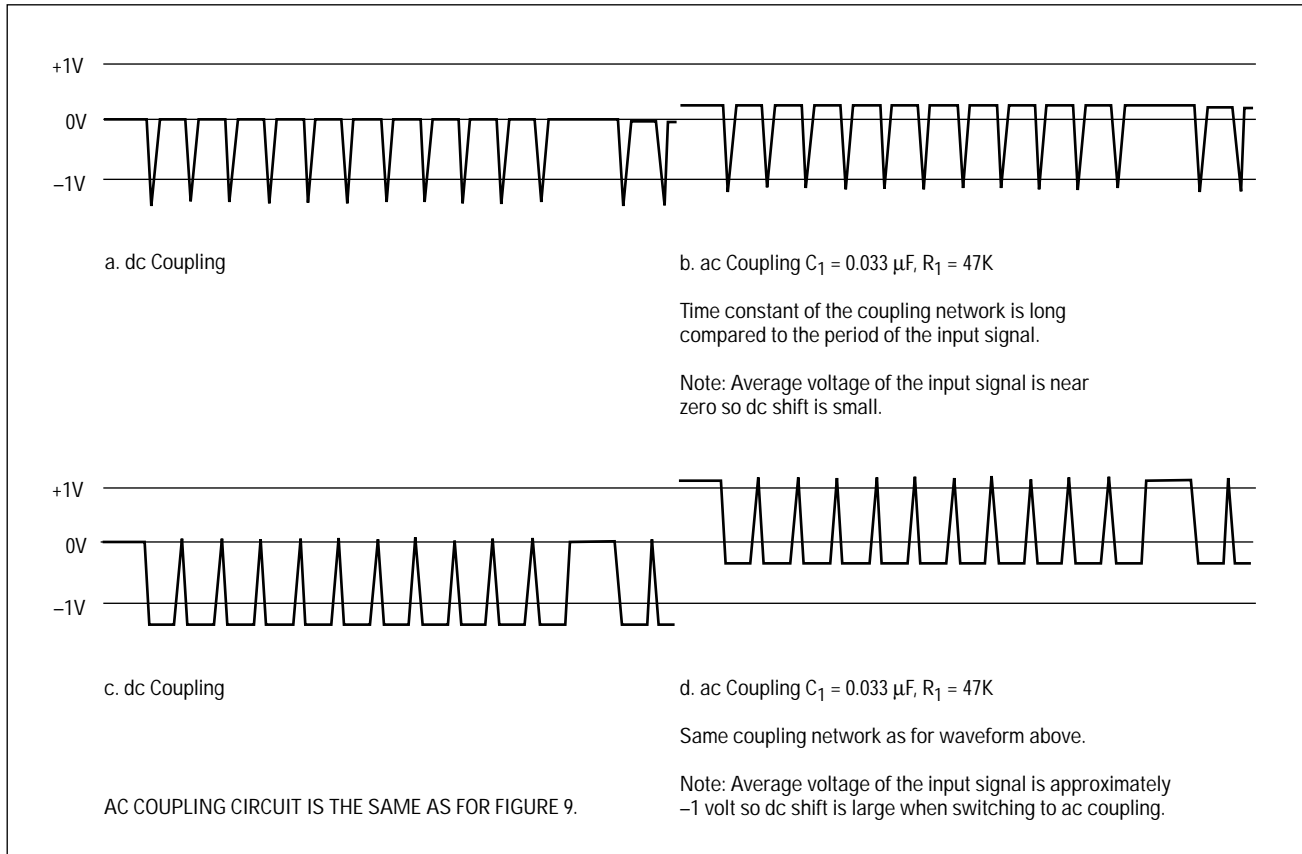 +1V
0V
–1V
a. dc Coupling
b. ac Coupling C1 = 0.033 µF, R1 = 47K
Time constant of the coupling network is long
compared to the period of the input signal.
Note: Average voltage of the input signal is near
zero so dc shift is small.
+1V
0V
–1V
c. dc Coupling
d. ac Coupling C1 = 0.033 µF, R1 = 47K
Same coupling network as for waveform above.
Note: Average voltage of the input signal is approximately
–1 volt so dc shift is large when switching to ac coupling.
AC COUPLING CIRCUIT IS THE SAME AS FOR FIGURE 9.